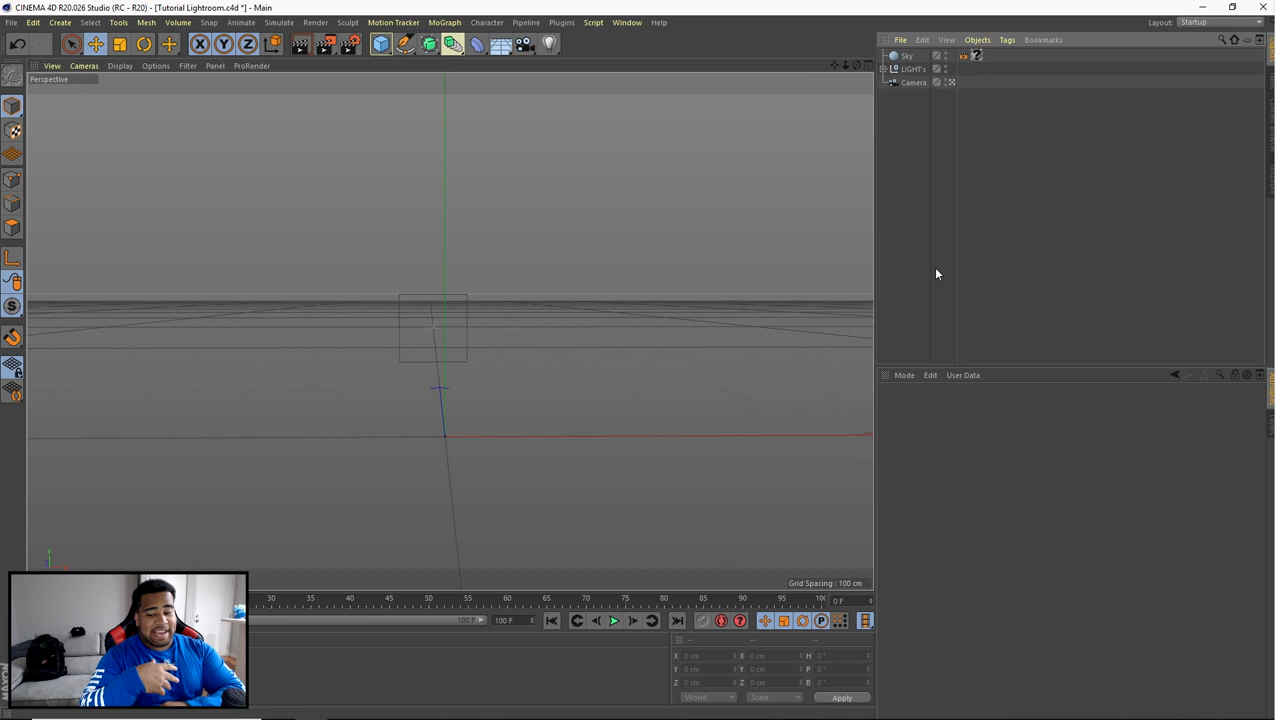 CINEMA 4D R20.026 Studio (RC - R20) - [Tutorial Lightroom.c4d *] - Main
File Edit Create Select Tools Mesh Volume Snap Animate Simulate Render Sculpt Motion Tracker MoGraph Character Pipeline Plugins Script Window Help
Layout: Startup
X Y Z
File Edit View Objects Tags Bookmarks
View Cameras Display Options Filter Panel ProRender
Perspective
Sky
LIGHT's
Camera
Mode Edit User Data
Y
Grid Spacing : 100 cm
30 35 40 45 50 55 60 65 70 75 80 85 90 95 100
0 F
100 F
100 F
P
-- -- --
X 0 cm X 0 cm H 0 °
Y 0 cm Y 0 cm P 0 °
Z 0 cm Z 0 cm B 0 °
World Scale Apply
S
MAXON